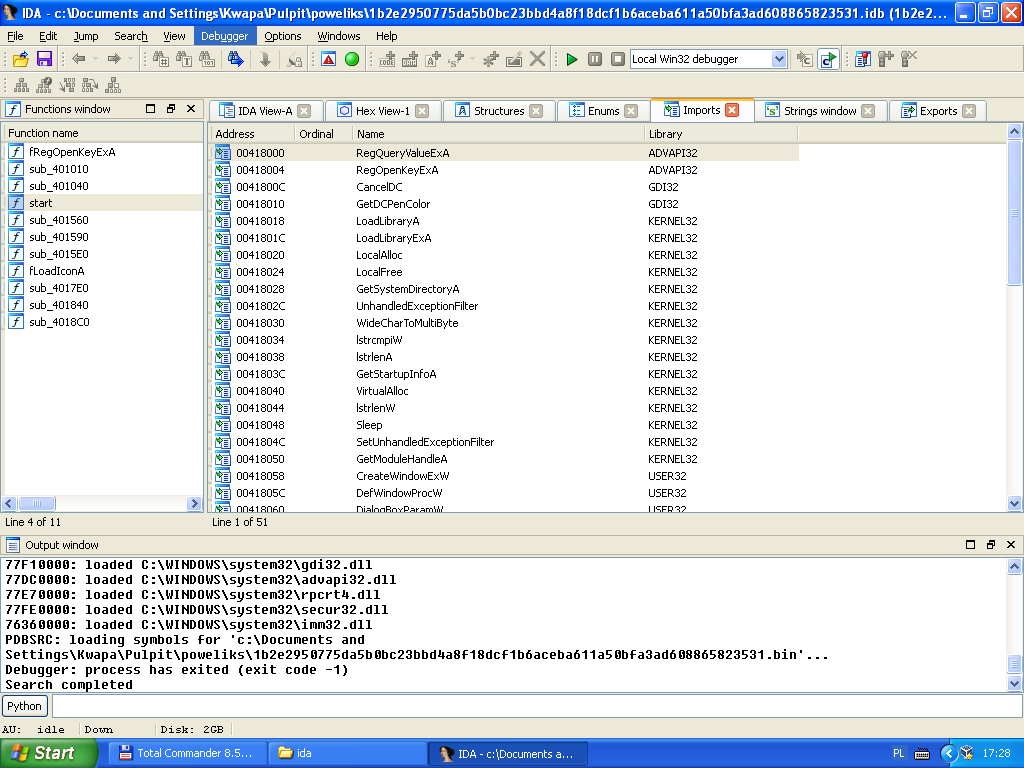 IDA - c:\Documents and Settings\Kwapa\Pulpit\poweliks\1b2e2950775da5b0bc23bbd4a8f18dcf1b6aceba611a50bfa3ad608865823531.idb (1b2e2...
File Edit Jump Search View Debugger Options Windows Help
Local Win32 debugger
Functions window
IDA View-A Hex View-1 Structures Enums Imports Strings window Exports
Function name
Address Ordinal Name Library
fRegOpenKeyExA
sub_401010
sub_401040
start
sub_401560
sub_401590
sub_4015E0
fLoadIconA
sub_4017E0
sub_401840
sub_4018C0
00418000 RegQueryValueExA ADVAPI32
00418004 RegOpenKeyExA ADVAPI32
0041800C CancelDC GDI32
00418010 GetDCPenColor GDI32
00418018 LoadLibraryA KERNEL32
0041801C LoadLibraryExA KERNEL32
00418020 LocalAlloc KERNEL32
00418024 LocalFree KERNEL32
00418028 GetSystemDirectoryA KERNEL32
0041802C UnhandledExceptionFilter KERNEL32
00418030 WideCharToMultiByte KERNEL32
00418034 lstrcmpiW KERNEL32
00418038 lstrlenA KERNEL32
0041803C GetStartupInfoA KERNEL32
00418040 VirtualAlloc KERNEL32
00418044 lstrlenW KERNEL32
00418048 Sleep KERNEL32
0041804C SetUnhandledExceptionFilter KERNEL32
00418050 GetModuleHandleA KERNEL32
00418058 CreateWindowExW USER32
0041805C DefWindowProcW USER32
00418060 DialogBoxParamW USER32
Line 4 of 11
Line 1 of 51
Output window
77F10000: loaded C:\WINDOWS\system32\gdi32.dll
77DC0000: loaded C:\WINDOWS\system32\advapi32.dll
77E70000: loaded C:\WINDOWS\system32\rpcrt4.dll
77FE0000: loaded C:\WINDOWS\system32\secur32.dll
76360000: loaded C:\WINDOWS\system32\imm32.dll
PDBSRC: loading symbols for 'c:\Documents and
Settings\Kwapa\Pulpit\poweliks\1b2e2950775da5b0bc23bbd4a8f18dcf1b6aceba611a50bfa3ad608865823531.bin'...
Debugger: process has exited (exit code -1)
Search completed
Python
AU: idle Down Disk: 2GB
Start Total Commander 8.5... ida IDA - c:\Documents a... PL 17:28